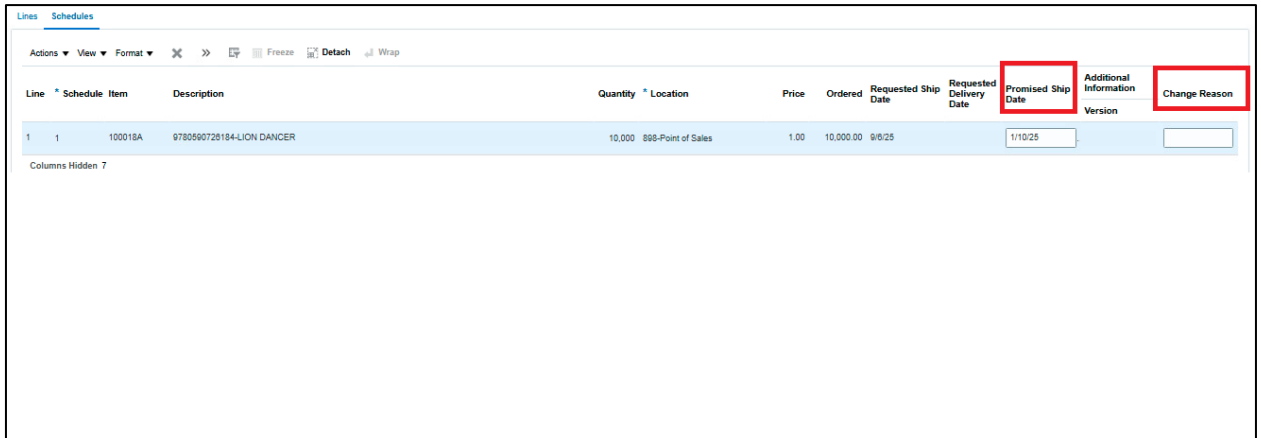 Lines Schedules
Actions View Format Freeze Detach Wrap
Line * Schedule Item Description Quantity * Location Price Ordered Requested Ship Date Requested Delivery Date Promised Ship Date Additional Information Version Change Reason
1 1 100018A 9780590726184-LION DANCER 10,000 898-Point of Sales 1.00 10,000.00 9/6/25 1/10/25
Columns Hidden 7